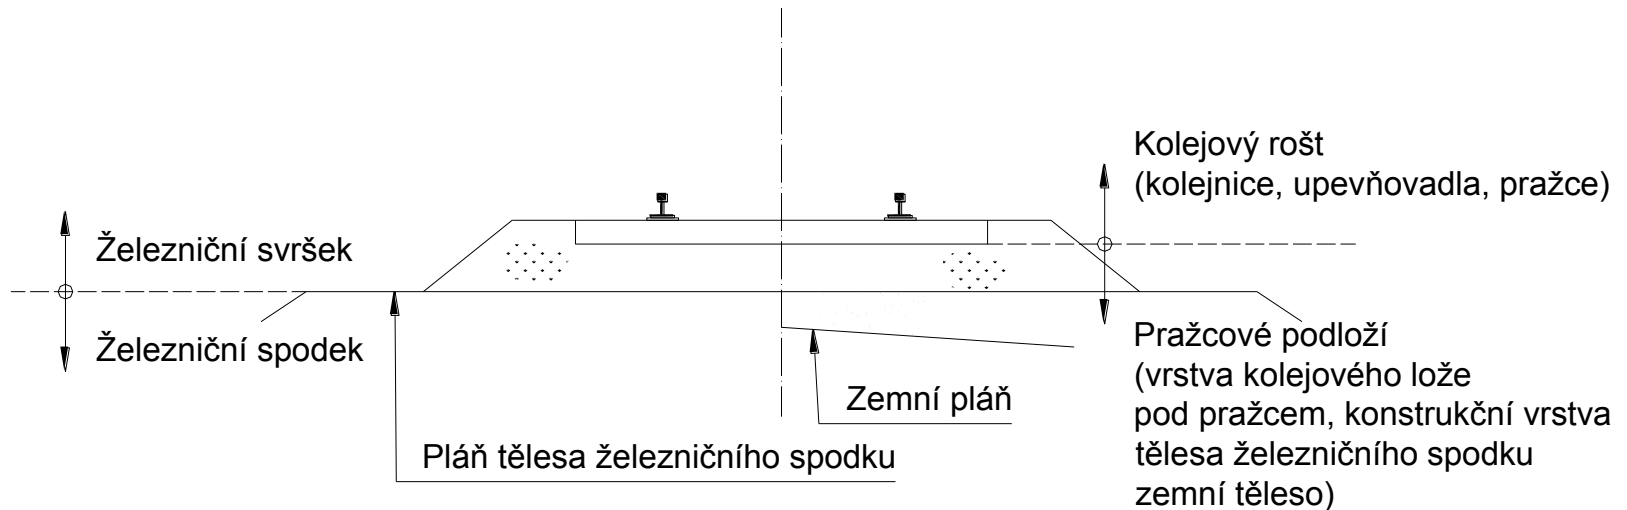 Kolejový rošt
(kolejnice, upevňovadla, pražce)
Železniční svršek
Železniční spodek
Pražcové podloží
(vrstva kolejového lože
pod pražcem, konstrukční vrstva
tělesa železničního spodku
zemní těleso)
Zemní pláň
Pláň tělesa železničního spodku